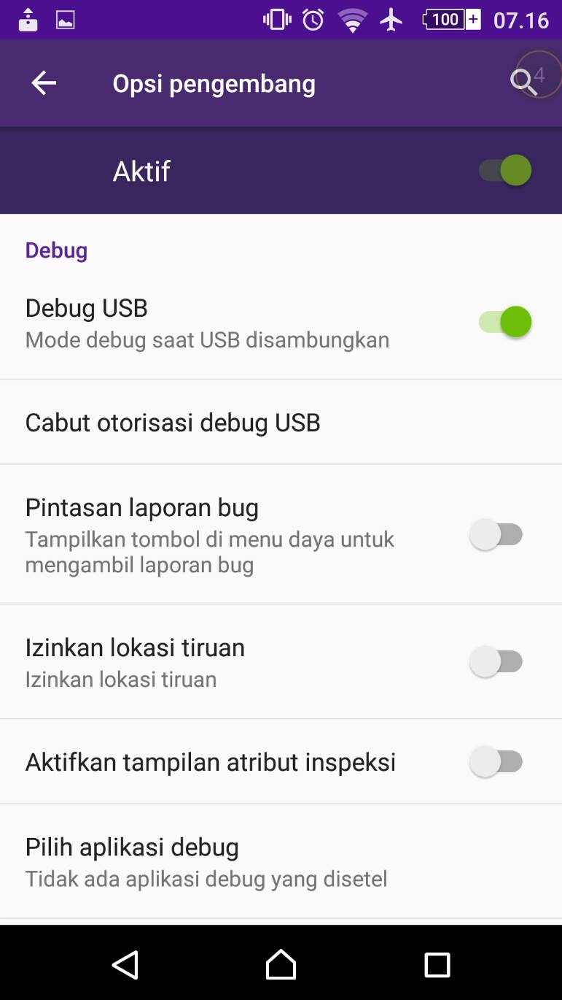 100 07.16
Opsi pengembang
4
Aktif
Debug
Debug USB
Mode debug saat USB disambungkan
Cabut otorisasi debug USB
Pintasan laporan bug
Tampilkan tombol di menu daya untuk
mengambil laporan bug
Izinkan lokasi tiruan
Izinkan lokasi tiruan
Aktifkan tampilan atribut inspeksi
Pilih aplikasi debug
Tidak ada aplikasi debug yang disetel